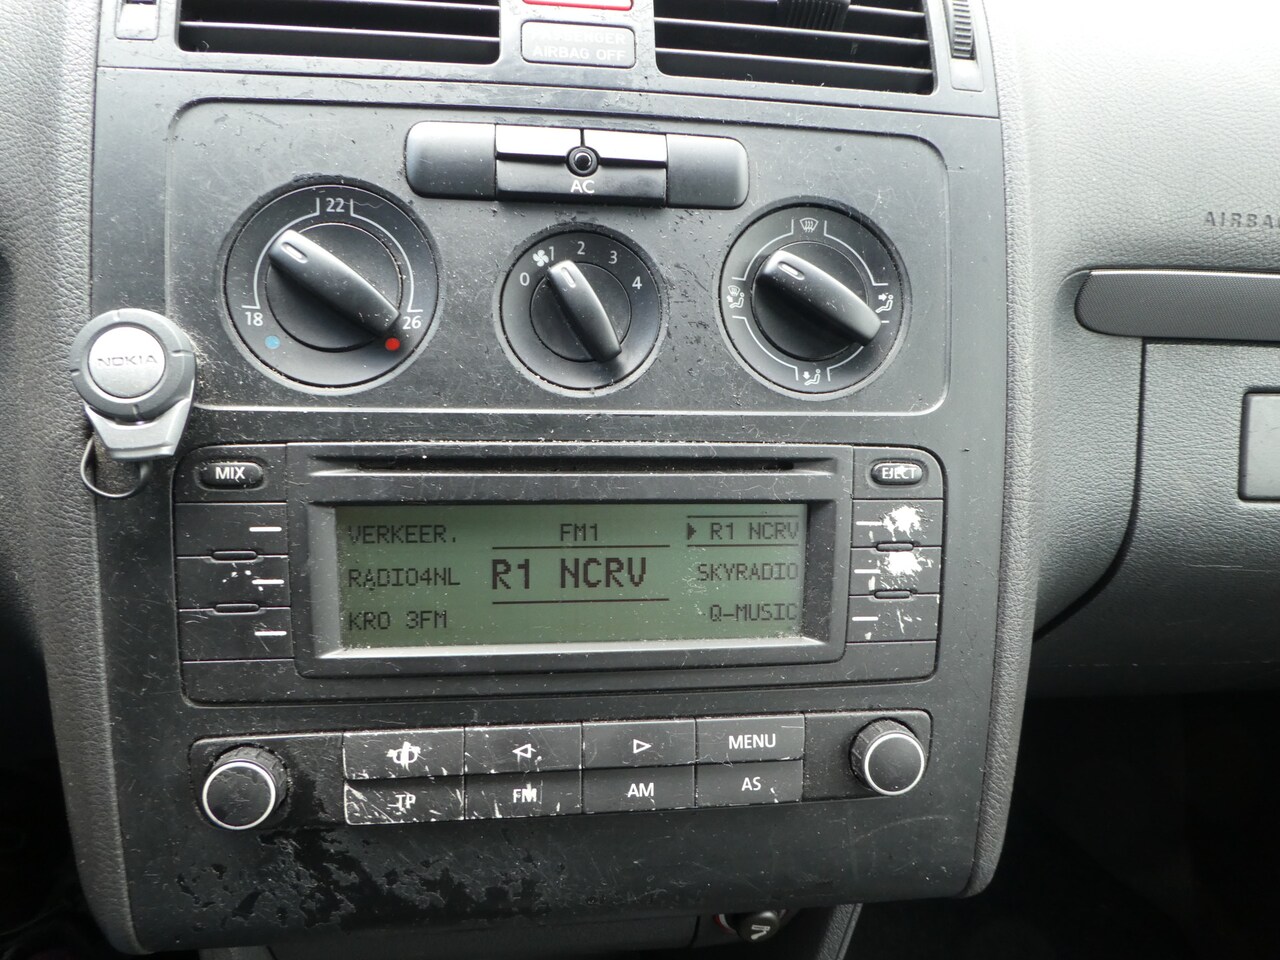 PASSENGER
AIRBAG OFF
AC
22
18
26
0
1
2
3
4
AIRBA
NOKIA
MIX
EJECT
VERKEER.
FM1
R1 NCRV
RADIO4NL
R1 NCRV
SKYRADIO
KRO 3FM
Q-MUSIC
MENU
TP
FM
AM
AS